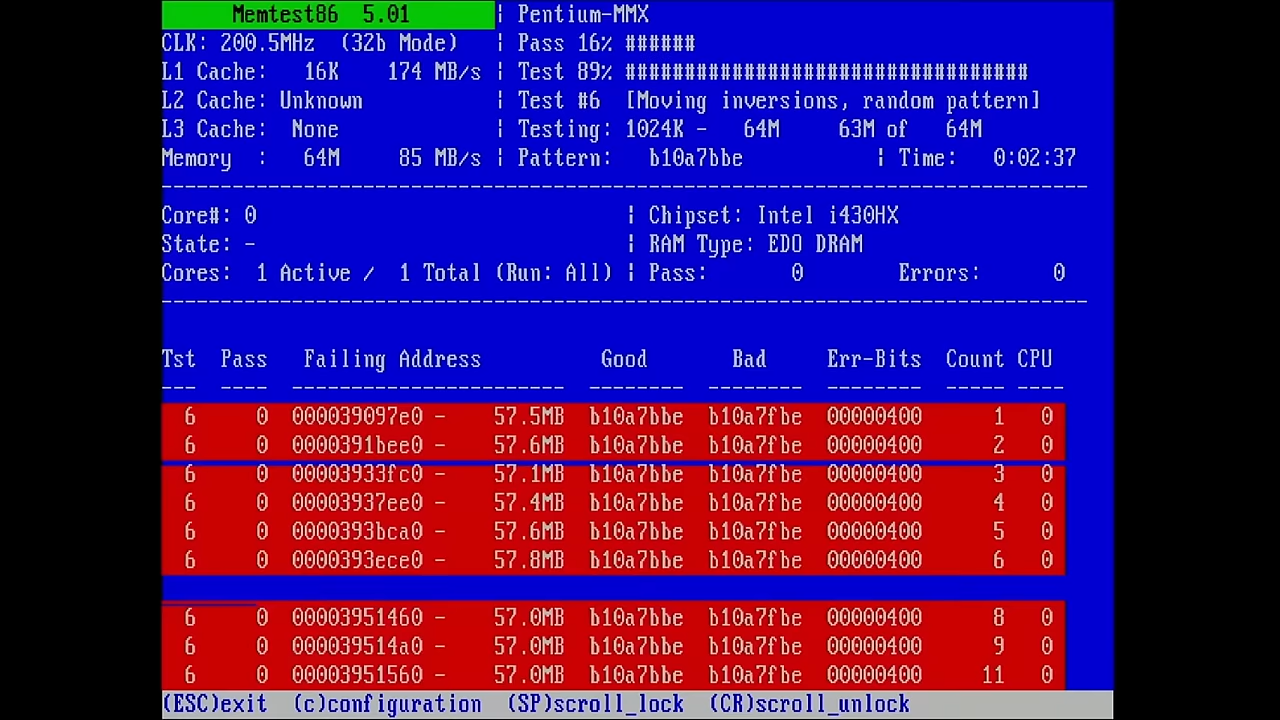 Memtest86 5.01 | Pentium-MMX
CLK: 200.5MHz (32b Mode) | Pass 16% ######
L1 Cache: 16K 174 MB/s | Test 89% ##################################
L2 Cache: Unknown | Test #6 [Moving inversions, random pattern]
L3 Cache: None | Testing: 1024K - 64M 63M of 64M
Memory : 64M 85 MB/s | Pattern: b10a7bbe | Time: 0:02:37
------------------------------------------------------------------------------
Core#: 0 | Chipset: Intel i430HX
State: - | RAM Type: EDO DRAM
Cores: 1 Active / 1 Total (Run: All) | Pass: 0 Errors: 0
------------------------------------------------------------------------------
Tst Pass Failing Address Good Bad Err-Bits Count CPU
--- ---- ----------------------- -------- -------- -------- ----- ----
6 0 000039097e0 - 57.5MB b10a7bbe b10a7fbe 00000400 1 0
6 0 0000391bee0 - 57.6MB b10a7bbe b10a7fbe 00000400 2 0
6 0 00003933fc0 - 57.1MB b10a7bbe b10a7fbe 00000400 3 0
6 0 00003937ee0 - 57.4MB b10a7bbe b10a7fbe 00000400 4 0
6 0 0000393bca0 - 57.6MB b10a7bbe b10a7fbe 00000400 5 0
6 0 0000393ece0 - 57.8MB b10a7bbe b10a7fbe 00000400 6 0
6 0 00003951460 - 57.0MB b10a7bbe b10a7fbe 00000400 8 0
6 0 000039514a0 - 57.0MB b10a7bbe b10a7fbe 00000400 9 0
6 0 00003951560 - 57.0MB b10a7bbe b10a7fbe 00000400 11 0
(ESC)exit (c)configuration (SP)scroll_lock (CR)scroll_unlock